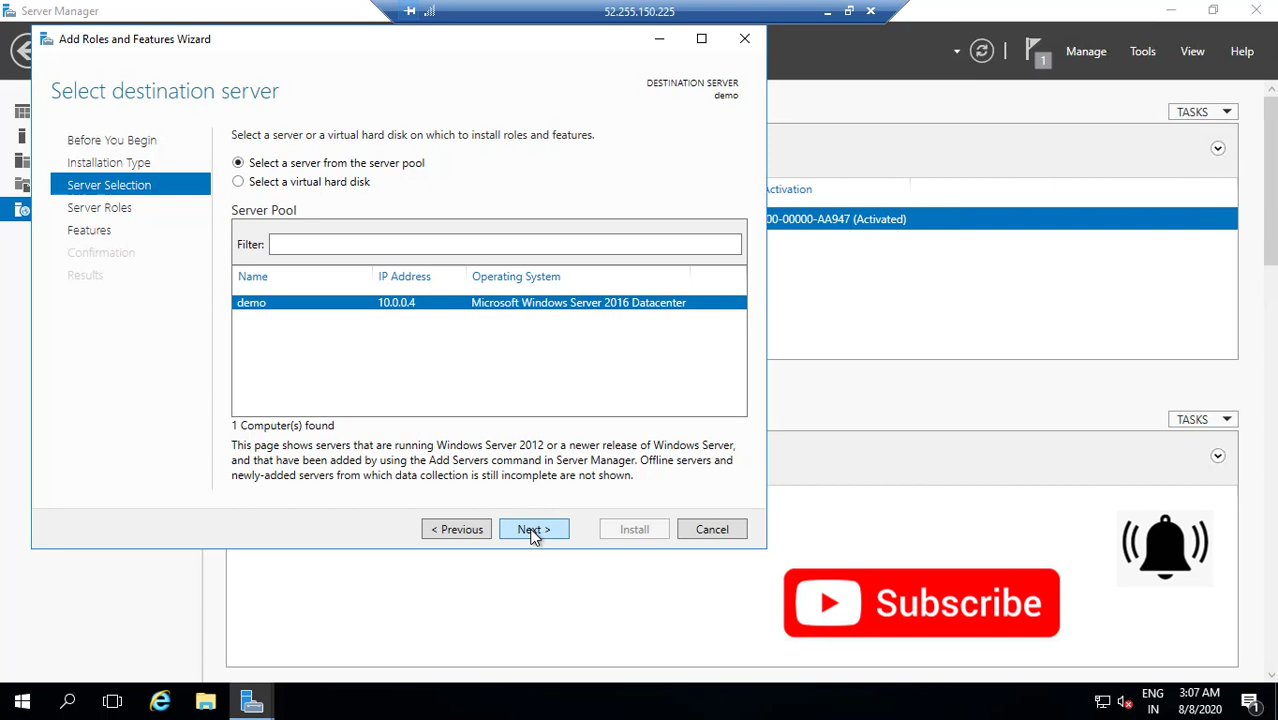 Server Manager
52.255.150.225
Add Roles and Features Wizard
1
Manage
Tools
View
Help
Select destination server
DESTINATION SERVER
demo
Before You Begin
Installation Type
Server Selection
Server Roles
Features
Confirmation
Results
Select a server or a virtual hard disk on which to install roles and features.
Select a server from the server pool
Select a virtual hard disk
Server Pool
Filter:
Name
IP Address
Operating System
demo
10.0.0.4
Microsoft Windows Server 2016 Datacenter
1 Computer(s) found
This page shows servers that are running Windows Server 2012 or a newer release of Windows Server,
and that have been added by using the Add Servers command in Server Manager. Offline servers and
newly-added servers from which data collection is still incomplete are not shown.
< Previous
Next >
Install
Cancel
TASKS
ctivation
00-00000-AA947 (Activated)
TASKS
Subscribe
ENG
IN
3:07 AM
8/8/2020
1